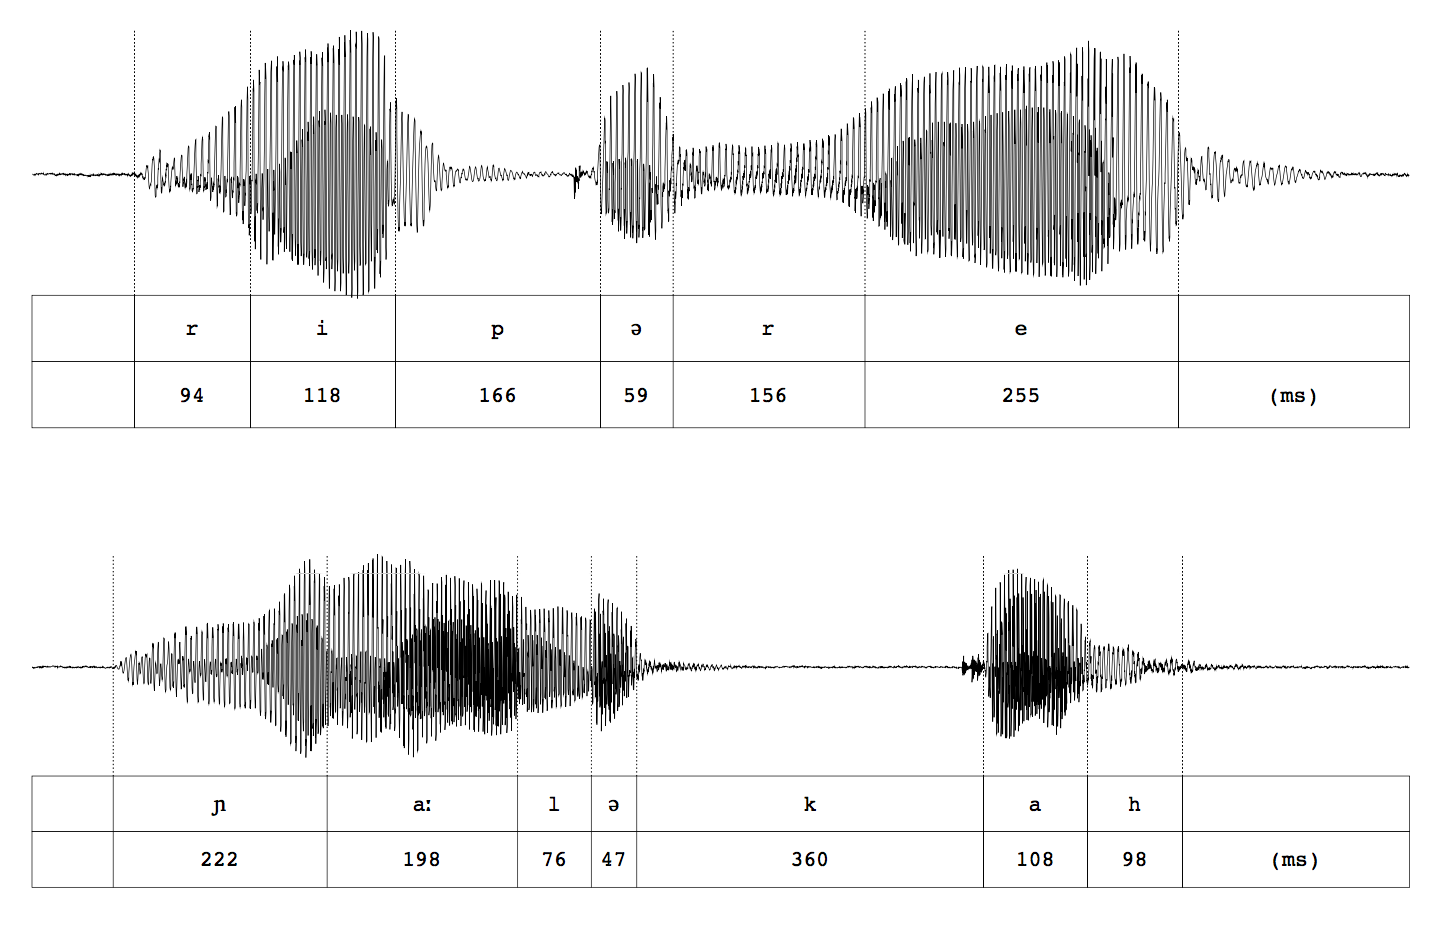 r i p ə r e
94 118 166 59 156 255 (ms)
ɲ aː l ə k a h
222 198 76 47 360 108 98 (ms)